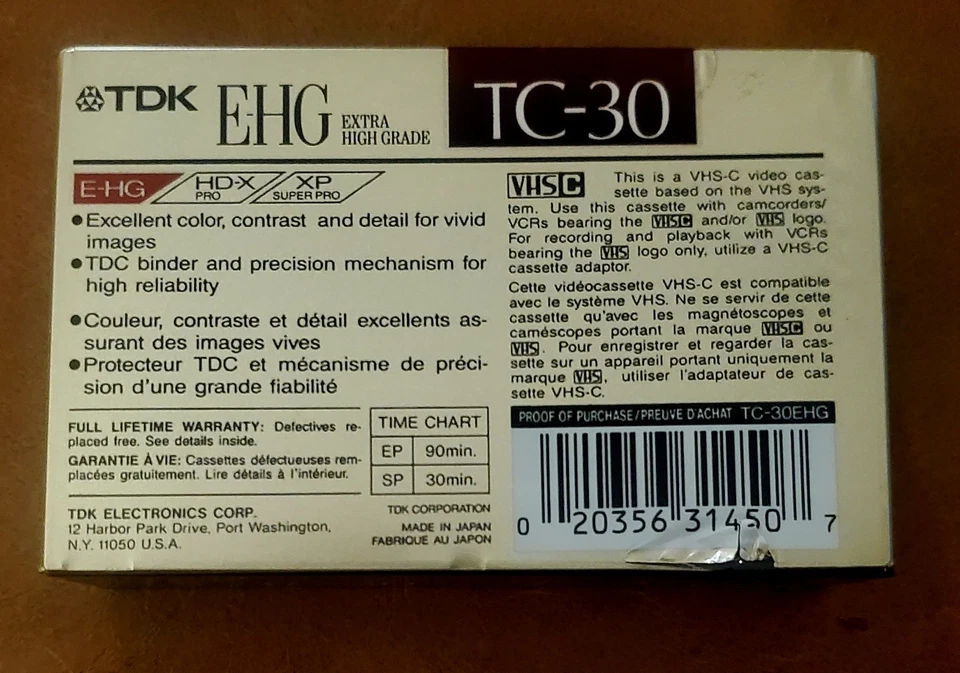 TDK E-HG EXTRA HIGH GRADE TC-30
E-HG HD-X PRO XP SUPER PRO
●Excellent color, contrast and detail for vivid
images
●TDC binder and precision mechanism for
high reliability
●Couleur, contraste et détail excellents as-
surant des images vives
●Protecteur TDC et mécanisme de préci-
sion d'une grande fiabilité
FULL LIFETIME WARRANTY: Defectives re-
placed free. See details inside.
GARANTIE À VIE: Cassettes défectueuses rem-
placées gratuitement. Lire détails à l'intérieur.
TIME CHART
EP 90min.
SP 30min.
TDK ELECTRONICS CORP.
12 Harbor Park Drive, Port Washington,
N.Y. 11050 U.S.A.
TDK CORPORATION
MADE IN JAPAN
FABRIQUE AU JAPON
VHS C This is a VHS-C video cas-
sette based on the VHS sys-
tem. Use this cassette with camcorders/
VCRs bearing the VHS C and/or VHS logo.
For recording and playback with VCRs
bearing the VHS logo only, utilize a VHS-C
cassette adaptor.
Cette vidéocassette VHS-C est compatible
avec le système VHS. Ne se servir de cette
cassette qu'avec les magnétoscopes et
caméscopes portant la marque VHS C ou
VHS. Pour enregistrer et regarder la cas-
sette sur un appareil portant uniquement la
marque VHS, utiliser l'adaptateur de cas-
sette VHS-C.
PROOF OF PURCHASE/PREUVE D'ACHAT TC-30EHG
0 20356 31450 7